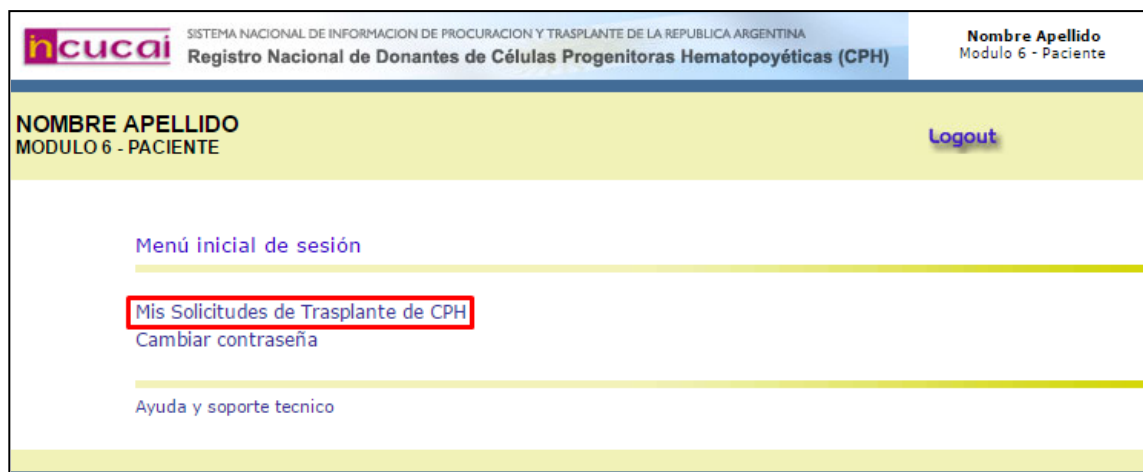 incucai
SISTEMA NACIONAL DE INFORMACION DE PROCURACION Y TRASPLANTE DE LA REPUBLICA ARGENTINA
Registro Nacional de Donantes de Células Progenitoras Hematopoyéticas (CPH)
Nombre Apellido
Modulo 6 - Paciente
NOMBRE APELLIDO
MODULO 6 - PACIENTE
Logout
Menú inicial de sesión
Mis Solicitudes de Trasplante de CPH
Cambiar contraseña
Ayuda y soporte tecnico